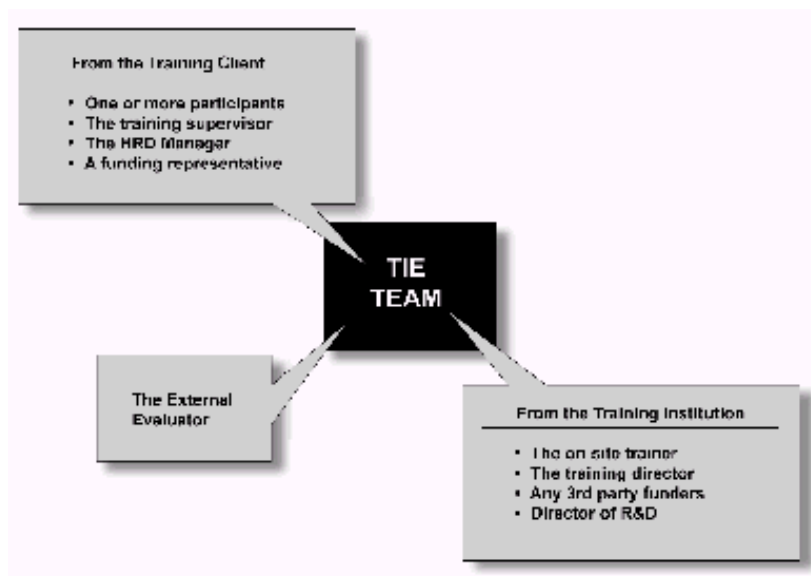 From the Training Client
• One or more participants
• The training supervisor
• The HRD Manager
• A funding representative
TIE
TEAM
The External
Evaluator
From the Training Institution
• The on site trainer
• The training director
• Any 3rd party funders
• Director of R&D